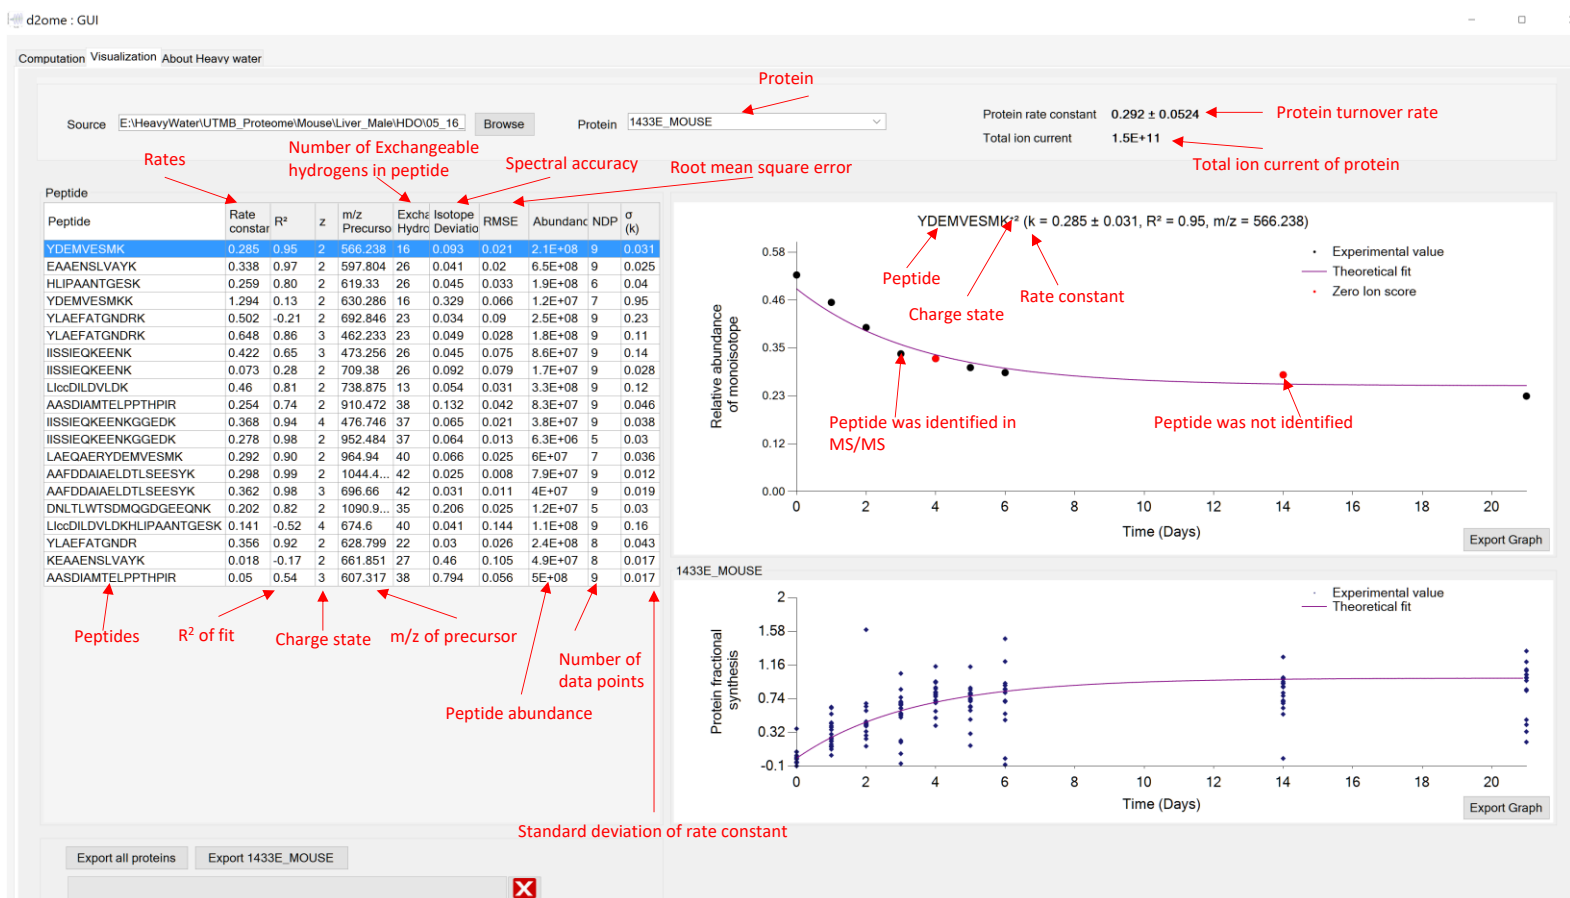 d2ome : GUI
Computation Visualization About Heavy water
Protein
Source E:\HeavyWater\UTMB_Proteome\Mouse\Liver_Male\HDO\05_16_ Browse Protein 1433E_MOUSE
Protein rate constant 0.292 ± 0.0524 Protein turnover rate
Total ion current 1.5E+11
Total ion current of protein
Rates
Number of Exchangeable
hydrogens in peptide
Spectral accuracy
Root mean square error
Peptide
Peptide Rate constar R² z m/z Precurso Excha Hydro Isotope Deviatio RMSE Abundanc NDP σ (k)
YDEMVESMK 0.285 0.95 2 566.238 16 0.093 0.021 2.1E+08 9 0.031
EAAENSLVAYK 0.338 0.97 2 597.804 26 0.041 0.02 6.5E+08 9 0.025
HLIPAANTGESK 0.259 0.80 2 619.33 26 0.045 0.033 1.9E+08 6 0.04
YDEMVESMKK 1.294 0.13 2 630.286 16 0.329 0.066 1.2E+07 7 0.95
YLAEFATGNDRK 0.502 -0.21 2 692.846 23 0.034 0.09 2.5E+08 9 0.23
YLAEFATGNDRK 0.648 0.86 3 462.233 23 0.049 0.028 1.8E+08 9 0.11
IISSIEQKEENK 0.422 0.65 3 473.256 26 0.045 0.075 8.6E+07 9 0.14
IISSIEQKEENK 0.073 0.28 2 709.38 26 0.092 0.079 1.7E+07 9 0.028
LIccDILDVLDK 0.46 0.81 2 738.875 13 0.054 0.031 3.3E+08 9 0.12
AASDIAMTELPPTHPIR 0.254 0.74 2 910.472 38 0.132 0.042 8.3E+07 9 0.046
IISSIEQKEENKGGEDK 0.368 0.94 4 476.746 37 0.065 0.021 3.8E+07 9 0.038
IISSIEQKEENKGGEDK 0.278 0.98 2 952.484 37 0.064 0.013 6.3E+06 5 0.03
LAEQAERYDEMVESMK 0.292 0.90 2 964.94 40 0.066 0.025 6E+07 7 0.036
AAFDDAIAELDTLSEESYK 0.298 0.99 2 1044.4... 42 0.025 0.008 7.9E+07 9 0.012
AAFDDAIAELDTLSEESYK 0.362 0.98 3 696.66 42 0.031 0.011 4E+07 9 0.019
DNLTLWTSDMQGDGEEQNK 0.202 0.82 2 1090.9... 35 0.206 0.025 1.2E+07 5 0.03
LIccDILDVLDKHLIPAANTGESK 0.141 -0.52 4 674.6 40 0.041 0.144 1.1E+08 9 0.16
YLAEFATGNDR 0.356 0.92 2 628.799 22 0.03 0.026 2.4E+08 8 0.043
KEAAENSLVAYK 0.018 -0.17 2 661.851 27 0.46 0.105 4.9E+07 8 0.017
AASDIAMTELPPTHPIR 0.05 0.54 3 607.317 38 0.794 0.056 5E+08 9 0.017
Peptides
R² of fit
Charge state
m/z of precursor
Number of
data points
Peptide abundance
Standard deviation of rate constant
YDEMVESMK⁺² (k = 0.285 ± 0.031, R² = 0.95, m/z = 566.238)
Experimental value
Theoretical fit
Zero Ion score
Peptide
Charge state
Rate constant
Relative abundance
of monoisotope
0.58
0.46
0.35
0.23
0.12
0.00
Peptide was identified in
MS/MS
Peptide was not identified
0 2 4 6 8 10 12 14 16 18 20
Time (Days)
Export Graph
1433E_MOUSE
Experimental value
Theoretical fit
Protein fractional
synthesis
2
1.58
1.16
0.74
0.32
-0.1
0 2 4 6 8 10 12 14 16 18 20
Time (Days)
Export Graph
Export all proteins Export 1433E_MOUSE